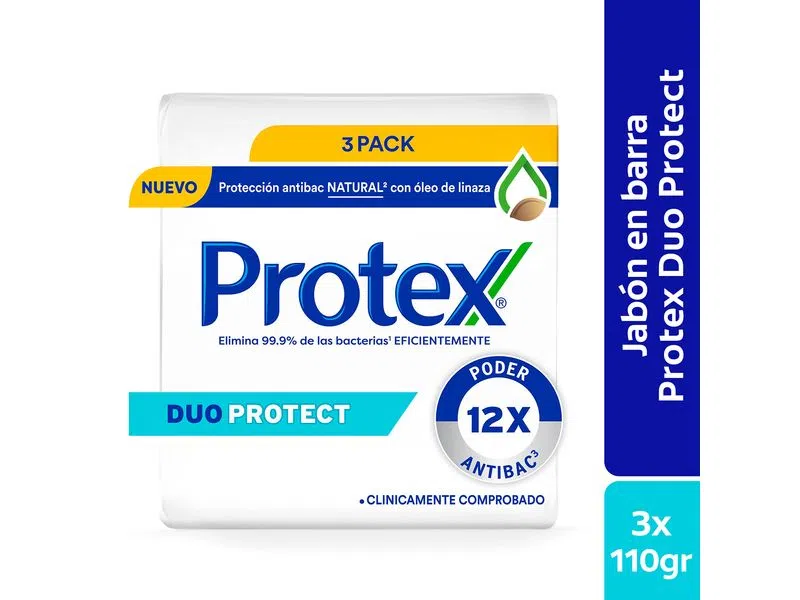 3 PACK
NUEVO
Protección antibac NATURAL² con óleo de linaza
Protex®
Elimina 99.9% de las bacterias¹ EFICIENTEMENTE
DUO PROTECT
PODER
12X
ANTIBAC³
• CLINICAMENTE COMPROBADO
Jabón en barra
Protex Duo Protect
3x
110gr